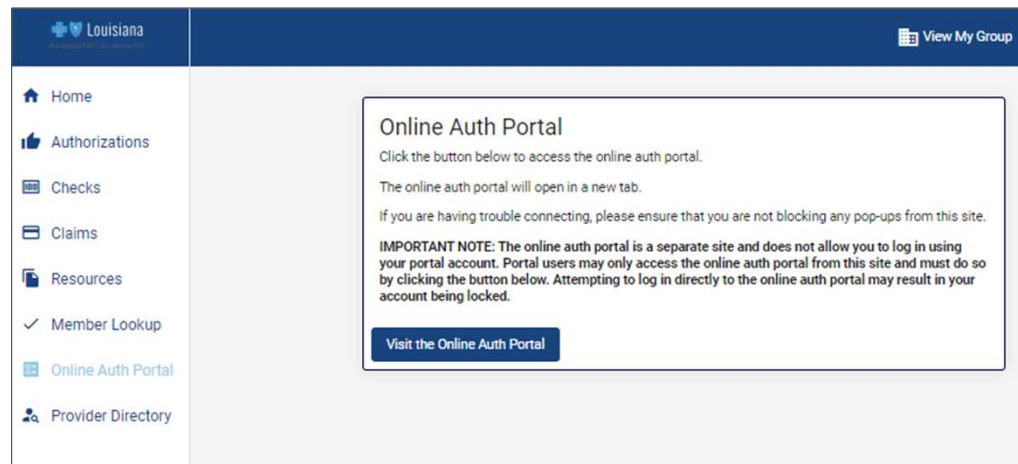 Louisiana
View My Group
Home
Authorizations
Checks
Claims
Resources
Member Lookup
Online Auth Portal
Provider Directory
Online Auth Portal
Click the button below to access the online auth portal.
The online auth portal will open in a new tab.
If you are having trouble connecting, please ensure that you are not blocking any pop-ups from this site.
IMPORTANT NOTE: The online auth portal is a separate site and does not allow you to log in using
your portal account. Portal users may only access the online auth portal from this site and must do so
by clicking the button below. Attempting to log in directly to the online auth portal may result in your
account being locked.
Visit the Online Auth Portal